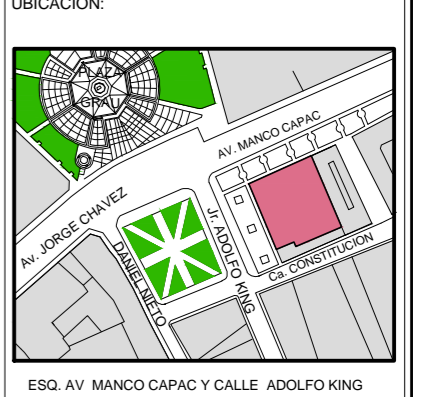 UBICACION:
PLAZA
GRAU
AV. MANCO CAPAC
Av. JORGE CHAVEZ
Jr. ADOLFO KING
DANIEL NIETO
Ca. CONSTITUCION
ESQ. AV MANCO CAPAC Y CALLE ADOLFO KING